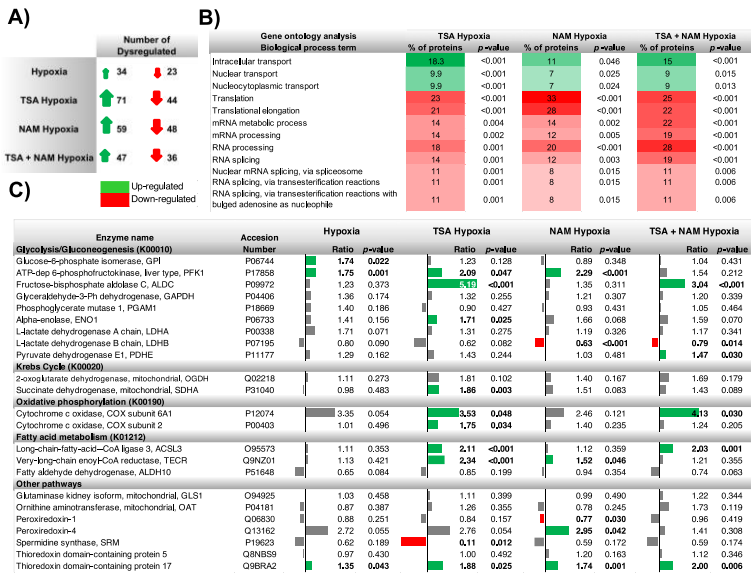 A)
Number of
Dysregulated
Hypoxia 34 23
TSA Hypoxia 71 44
NAM Hypoxia 59 48
TSA + NAM Hypoxia 47 36
Up-regulated
Down-regulated
B)
Gene ontology analysis TSA Hypoxia NAM Hypoxia TSA + NAM Hypoxia
Biological process term % of proteins p-value % of proteins p-value % of proteins p-value
Intracellular transport 18.3 <0.001 11 0.046 15 <0.001
Nuclear transport 9.9 <0.001 7 0.025 9 0.015
Nucleocytoplasmic transport 9.9 <0.001 7 0.024 9 0.013
Translation 23 <0.001 33 <0.001 25 <0.001
Translational elongation 21 <0.001 28 <0.001 22 <0.001
mRNA metabolic process 14 0.004 14 0.002 22 <0.001
mRNA processing 14 0.002 12 0.005 19 <0.001
RNA processing 18 0.001 20 <0.001 28 <0.001
RNA splicing 14 0.001 12 0.003 19 <0.001
Nuclear mRNA splicing, via spliceosome 11 0.001 8 0.015 11 0.006
RNA splicing, via transesterification reactions 11 0.001 8 0.015 11 0.006
RNA splicing, via transesterification reactions with
bulged adenosine as nucleophile 11 0.001 8 0.015 11 0.006
C)
Enzyme name Accesion Number Hypoxia TSA Hypoxia NAM Hypoxia TSA + NAM Hypoxia
Glycolysis/Gluconeogenesis (K00010) Ratio p-value Ratio p-value Ratio p-value Ratio p-value
Glucose-6-phosphate isomerase, GPI P06744 1.74 0.022 1.23 0.128 0.89 0.348 1.04 0.431
ATP-dep 6-phosphofructokinase, liver type, PFK1 P17858 1.75 0.001 2.09 0.047 2.29 <0.001 1.54 0.212
Fructose-bisphosphate aldolase C, ALDC P09972 1.23 0.373 5.19 <0.001 1.35 0.311 3.04 <0.001
Glyceraldehyde-3-Ph dehydrogenase, GAPDH P04406 1.36 0.174 1.32 0.255 1.21 0.307 1.20 0.339
Phosphoglycerate mutase 1, PGAM1 P18669 1.40 0.186 0.90 0.427 0.93 0.431 1.05 0.464
Alpha-enolase, ENO1 P06733 1.41 0.156 1.71 0.025 1.66 0.068 1.59 0.070
L-lactate dehydrogenase A chain, LDHA P00338 1.71 0.071 1.31 0.275 1.19 0.326 1.17 0.341
L-lactate dehydrogenase B chain, LDHB P07195 0.80 0.090 0.62 0.082 0.63 <0.001 0.79 0.014
Pyruvate dehydrogenase E1, PDHE P11177 1.29 0.162 1.43 0.244 1.03 0.481 1.47 0.030
Krebs Cycle (K00020)
2-oxoglutarate dehydrogenase, mitochondrial, OGDH Q02218 1.11 0.273 1.81 0.102 1.40 0.167 1.69 0.179
Succinate dehydrogenase, mitochondrial, SDHA P31040 0.98 0.483 1.86 0.003 1.51 0.115 1.43 0.089
Oxidative phosphorylation (K00190)
Cytochrome c oxidase, COX subunit 6A1 P12074 3.35 0.054 3.53 0.048 2.46 0.121 4.13 0.030
Cytochrome c oxidase, COX subunit 2 P00403 1.01 0.496 1.75 0.034 1.40 0.235 1.24 0.205
Fatty acid metabolism (K01212)
Long-chain-fatty-acid--CoA ligase 3, ACSL3 O95573 1.11 0.353 2.11 <0.001 1.12 0.359 2.03 0.001
Very-long-chain enoyl-CoA reductase, TECR Q9NZ01 1.13 0.421 2.34 <0.001 1.52 0.046 1.21 0.355
Fatty aldehyde dehydrogenase, ALDH10 P51648 0.65 0.084 0.85 0.199 0.94 0.354 0.74 0.063
Other pathways
Glutaminase kidney isoform, mitochondrial, GLS1 O94925 1.03 0.458 1.11 0.399 0.99 0.490 1.22 0.344
Ornithine aminotransferase, mitochondrial, OAT P04181 0.87 0.387 1.26 0.355 0.78 0.245 1.73 0.119
Peroxiredoxin-1 Q06830 0.88 0.251 0.84 0.157 0.77 0.030 0.96 0.419
Peroxiredoxin-4 Q13162 2.72 0.055 2.76 0.054 2.95 0.042 1.41 0.308
Spermidine synthase, SRM P19623 0.62 0.189 0.11 0.012 0.59 0.172 0.59 0.174
Thioredoxin domain-containing protein 5 Q8NBS9 0.97 0.430 1.00 0.492 1.20 0.163 1.12 0.346
Thioredoxin domain-containing protein 17 Q9BRA2 1.35 0.043 1.88 0.025 1.74 0.001 2.00 0.006